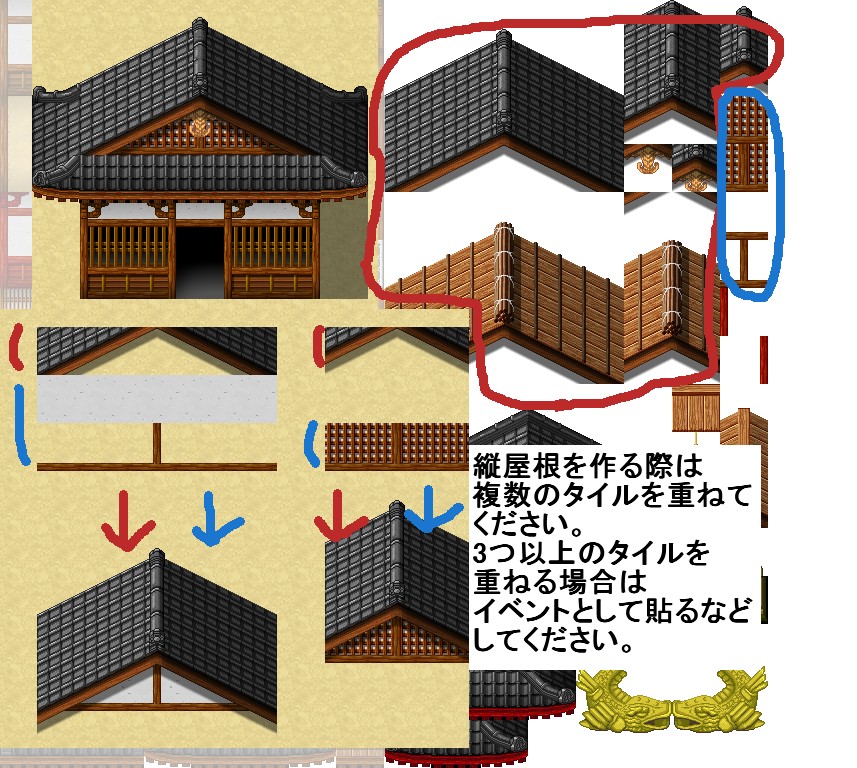 縦屋根を作る際は
複数のタイルを重ねて
ください。
3つ以上のタイルを
重ねる場合は
イベントとして貼るなど
してください。